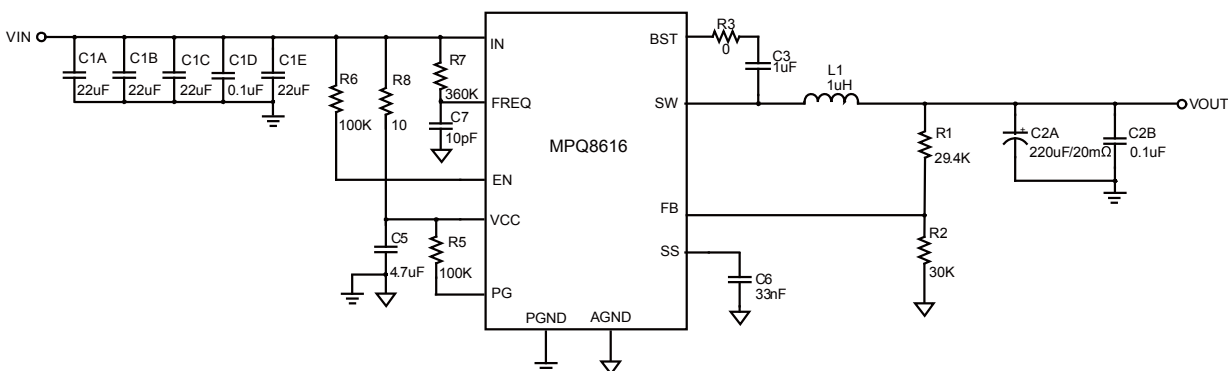 VIN
C1A
22uF
C1B
22uF
C1C
22uF
C1D
0.1uF
C1E
22uF
R6
100K
R8
10
R7
360K
C7
10pF
C5
4.7uF
R5
100K
IN
FREQ
EN
VCC
PG
MPQ8616
PGND
AGND
BST
SW
FB
SS
R3
0
C3
1uF
L1
1uH
R1
29.4K
R2
30K
C6
33nF
C2A
+
220uF/20mΩ
C2B
0.1uF
VOUT